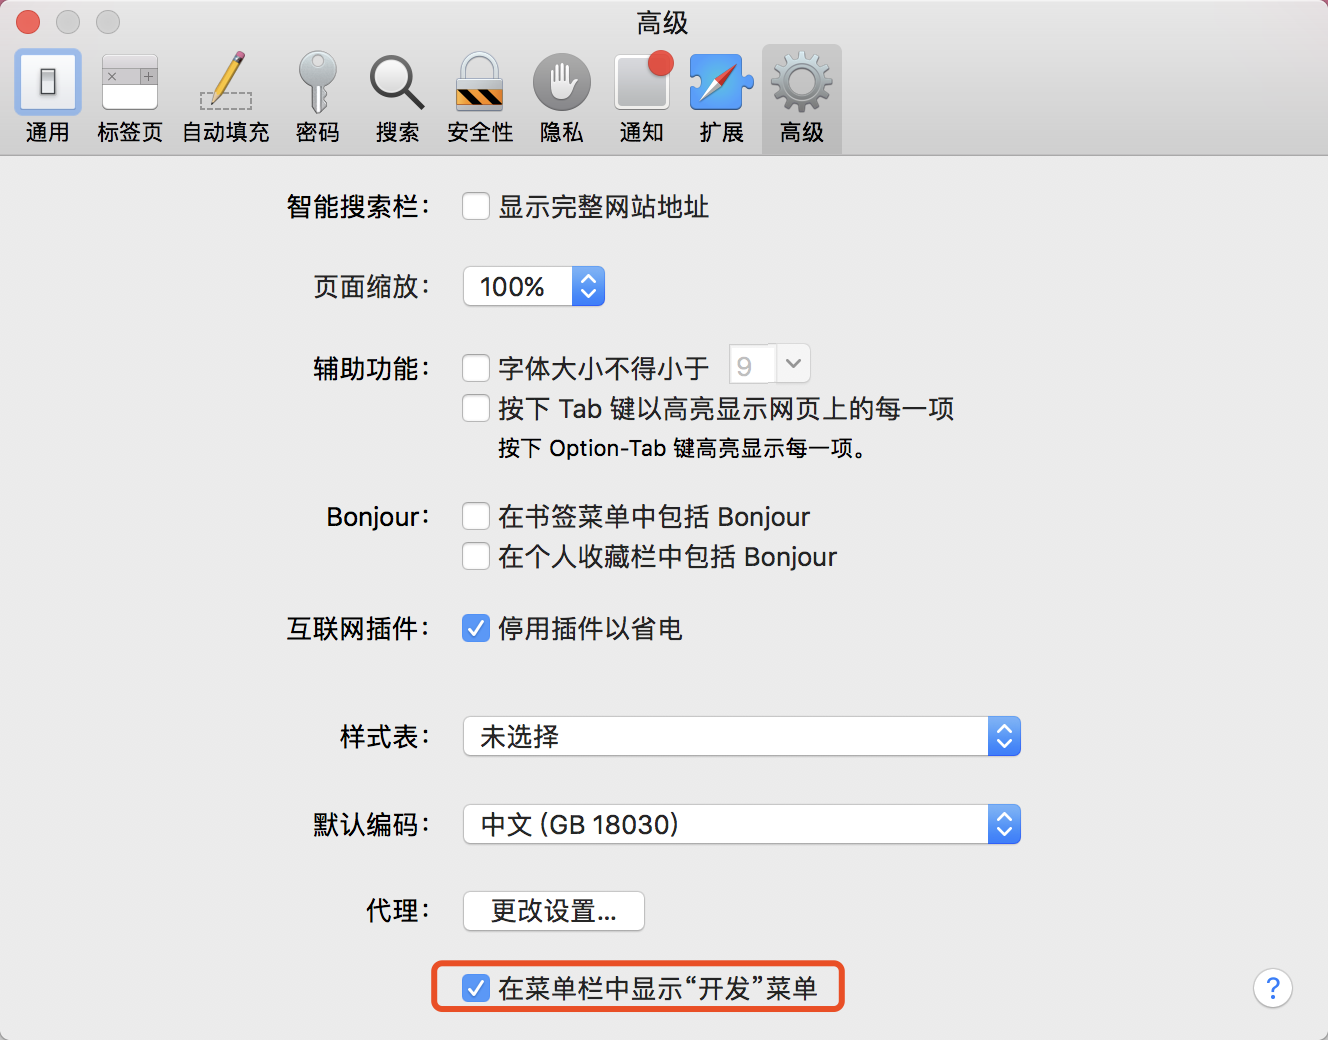 高级
通用 标签页 自动填充 密码 搜索 安全性 隐私 通知 扩展 高级
智能搜索栏： 显示完整网站地址
页面缩放： 100%
辅助功能： 字体大小不得小于 9
按下 Tab 键以高亮显示网页上的每一项
按下 Option-Tab 键高亮显示每一项。
Bonjour： 在书签菜单中包括 Bonjour
在个人收藏栏中包括 Bonjour
互联网插件： 停用插件以省电
样式表： 未选择
默认编码： 中文 (GB 18030)
代理： 更改设置...
在菜单栏中显示“开发”菜单 ?